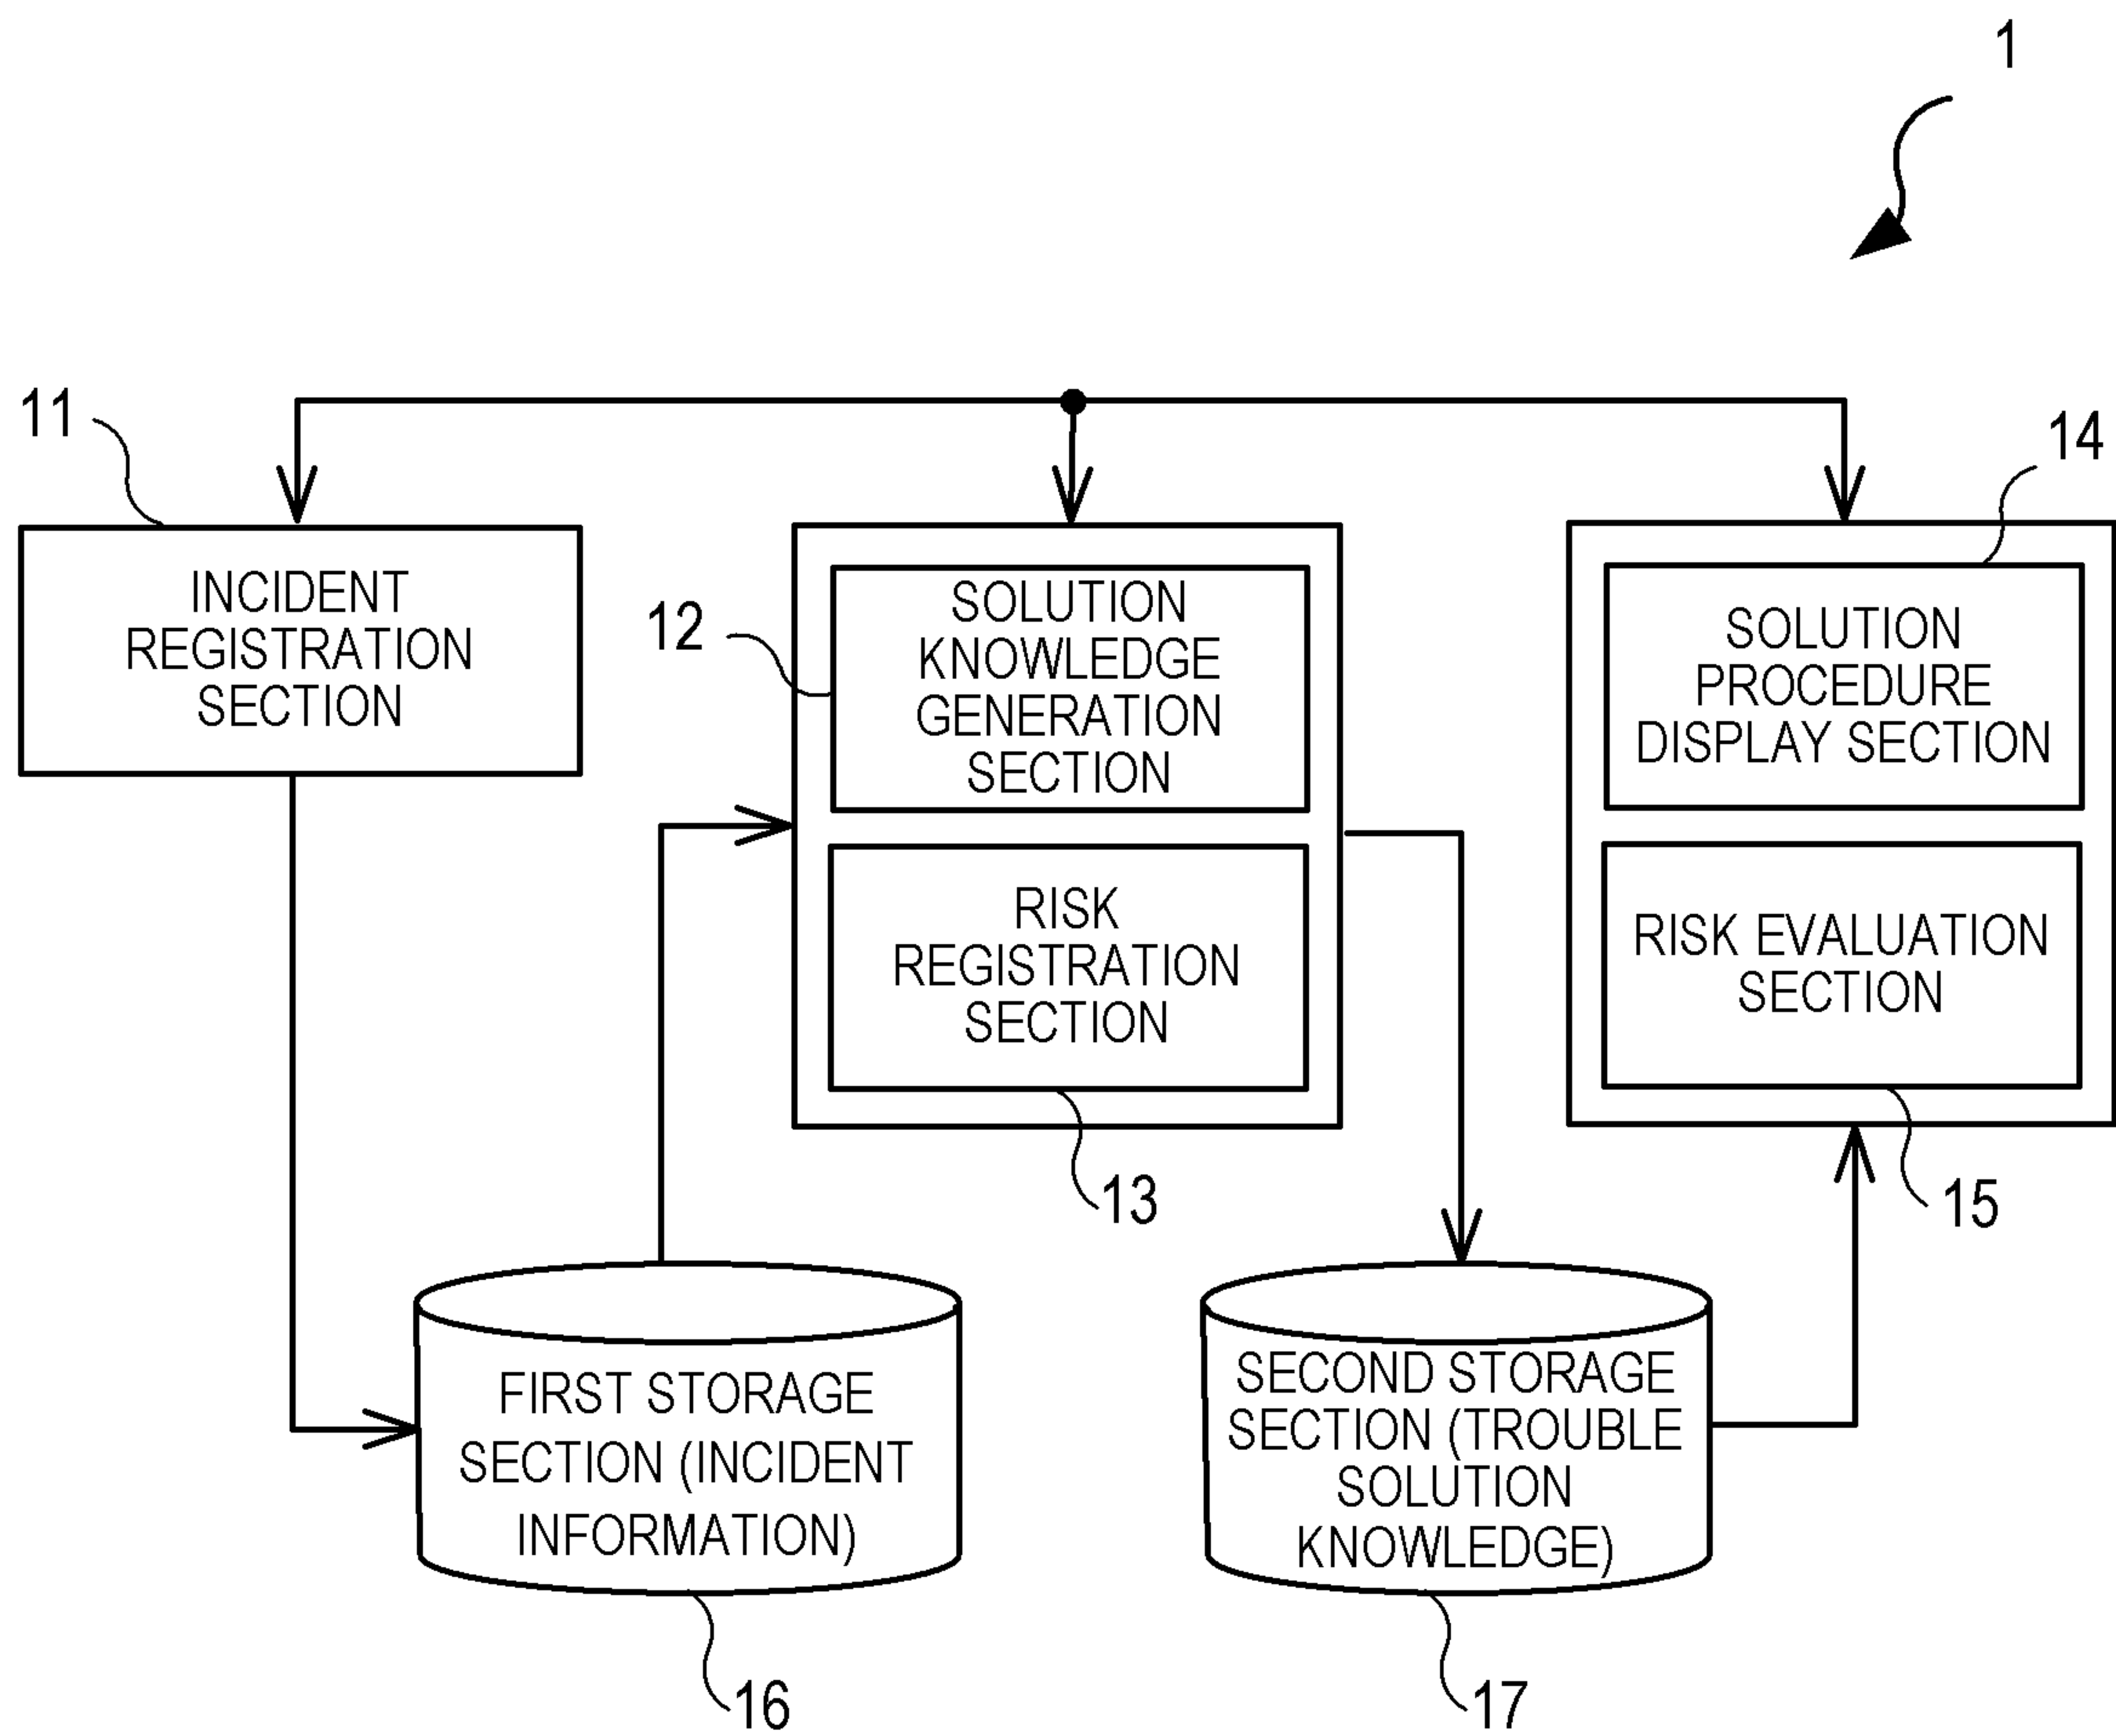 1
11
INCIDENT
REGISTRATION
SECTION
12
SOLUTION
KNOWLEDGE
GENERATION
SECTION
RISK
REGISTRATION
SECTION
13
14
SOLUTION
PROCEDURE
DISPLAY SECTION
RISK EVALUATION
SECTION
15
FIRST STORAGE
SECTION (INCIDENT
INFORMATION)
16
SECOND STORAGE
SECTION (TROUBLE
SOLUTION
KNOWLEDGE)
17